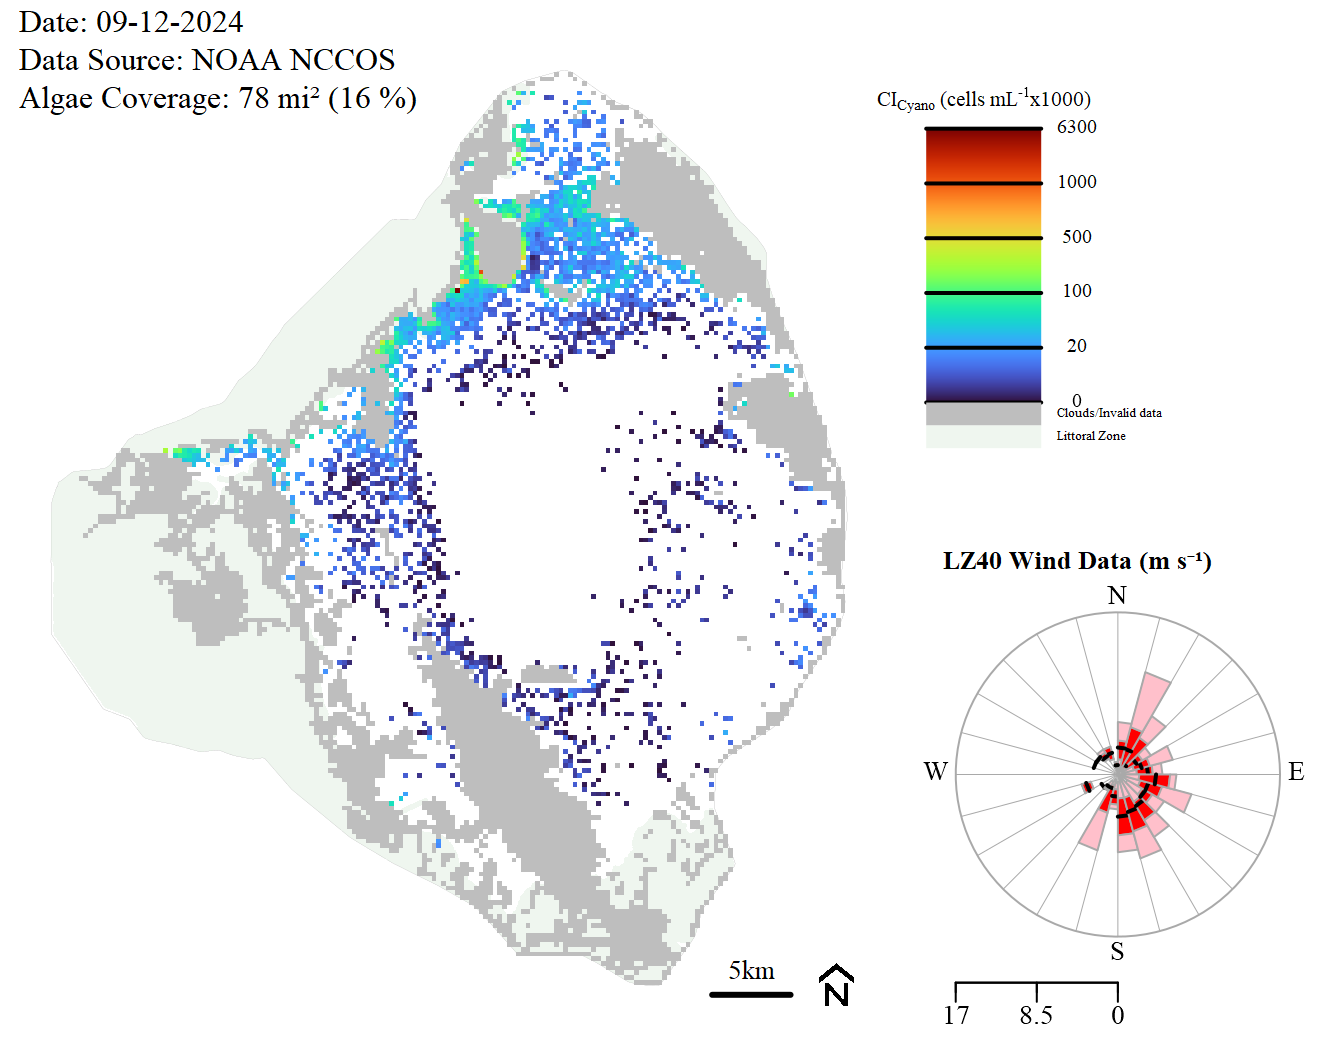 Date: 09-12-2024
Data Source: NOAA NCCOS
Algae Coverage: 78 mi² (16 %)
CI_Cyano (cells mL⁻¹x1000)
6300
1000
500
100
20
0
Clouds/Invalid data
Littoral Zone
LZ40 Wind Data (m s⁻¹)
N
W
E
S
5km
N
17
8.5
0